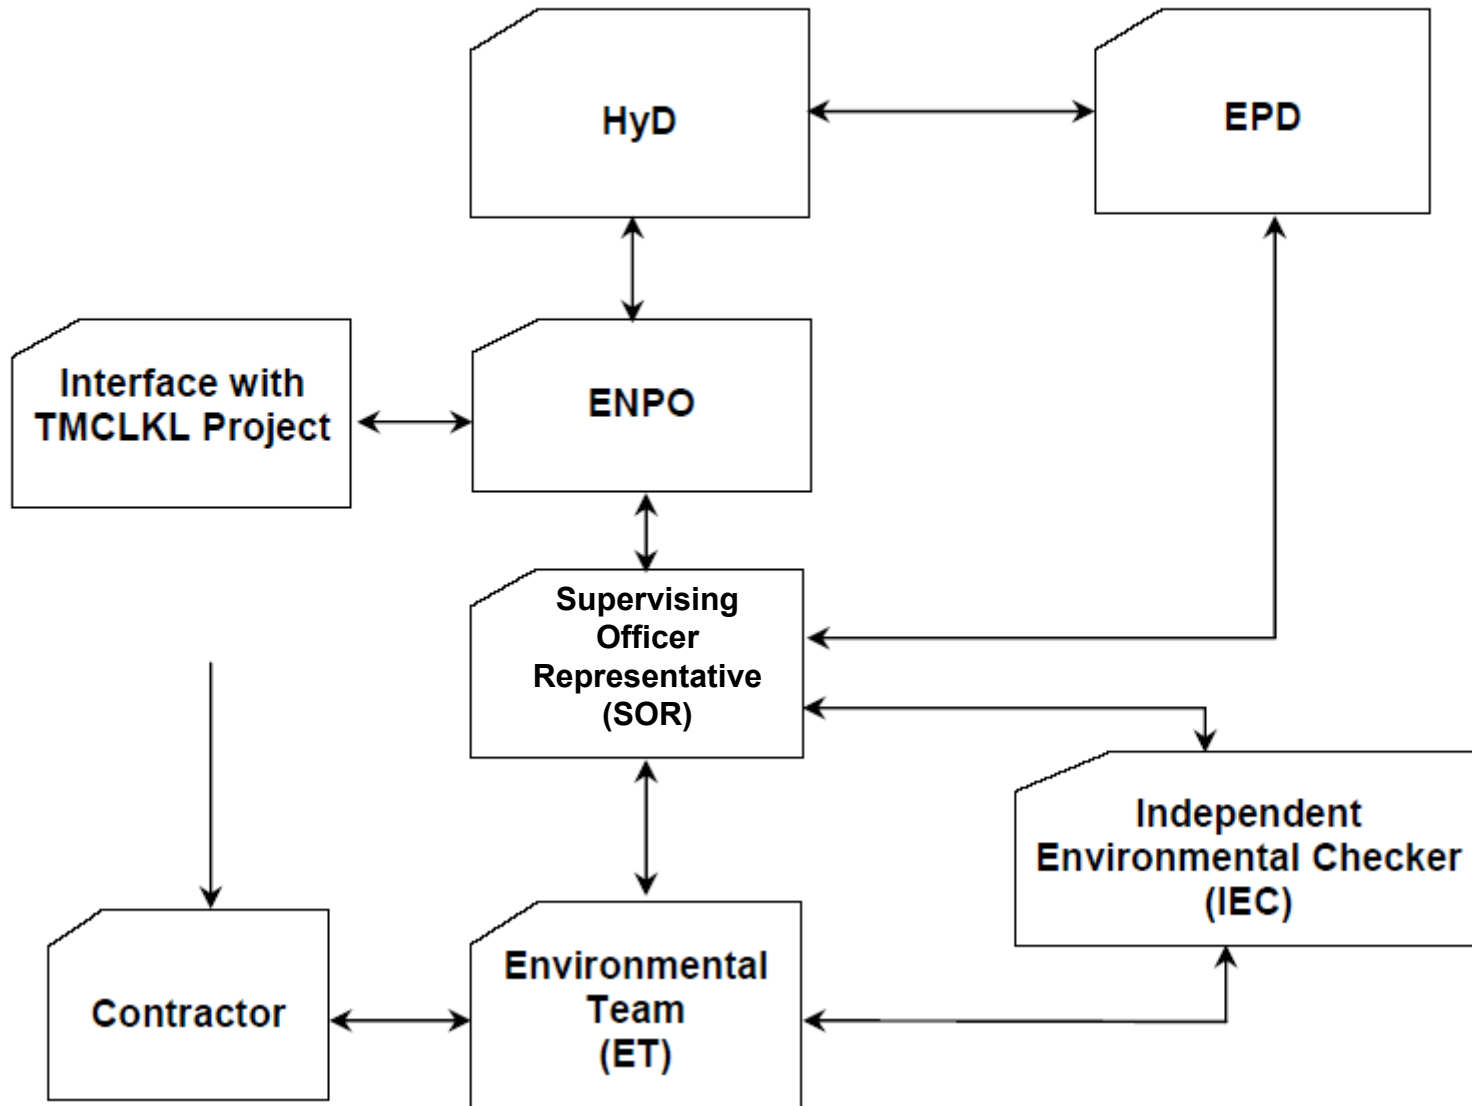 HyD
EPD
Interface with
TMCLKL Project
ENPO
Supervising
Officer
Representative
(SOR)
Independent
Environmental Checker
(IEC)
Contractor
Environmental
Team
(ET)